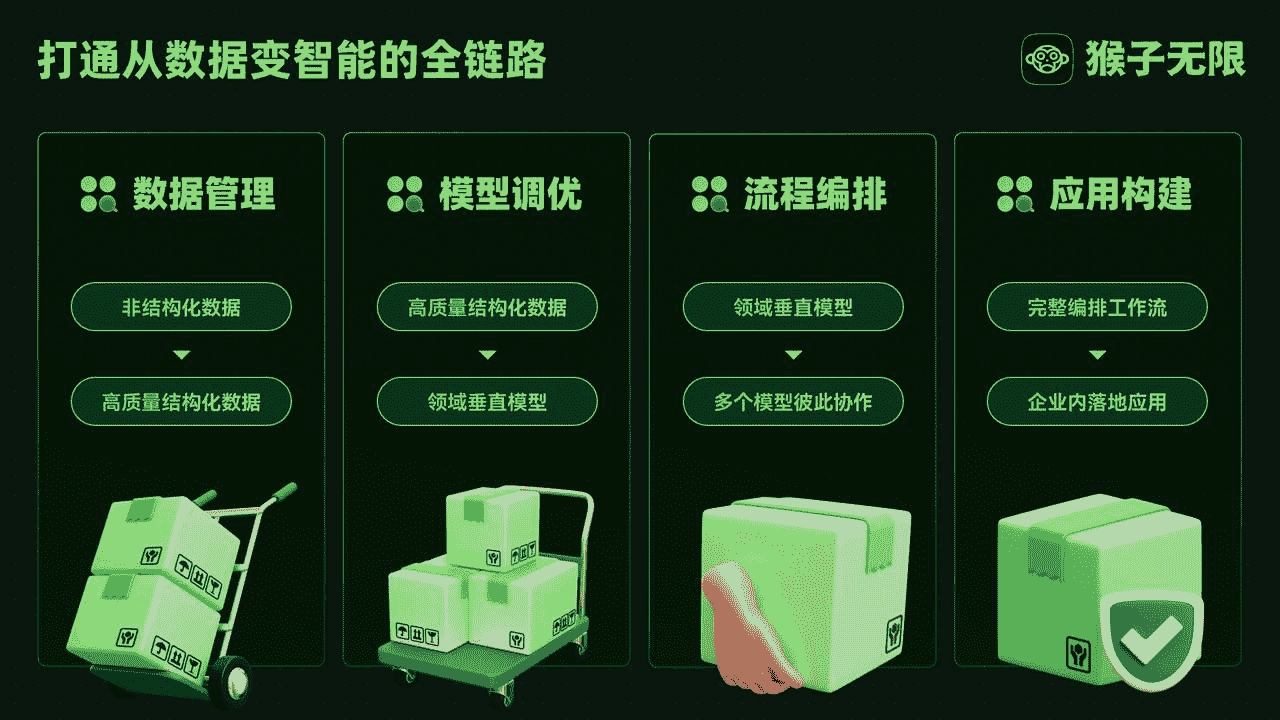 打通从数据变智能的全链路
猴子无限
数据管理
非结构化数据
高质量结构化数据
模型调优
高质量结构化数据
领域垂直模型
流程编排
领域垂直模型
多个模型彼此协作
应用构建
完整编排工作流
企业内落地应用